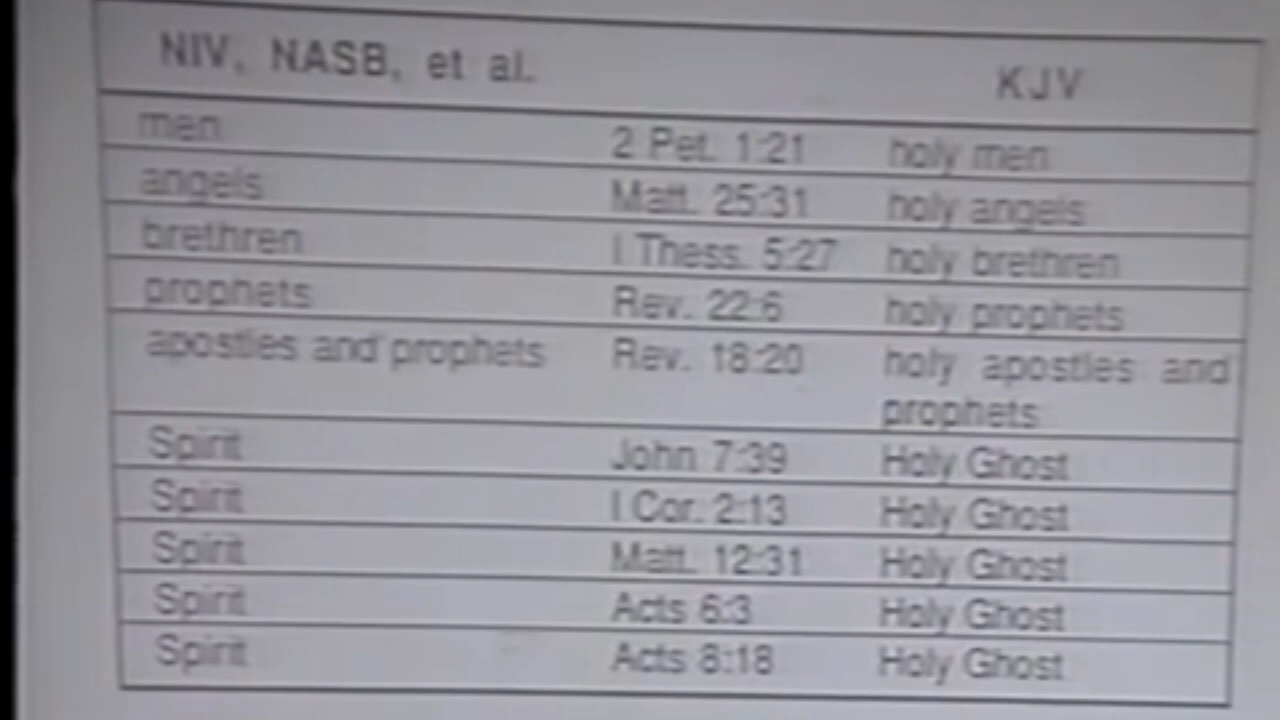 NIV, NASB, et al. KJV
men 2 Pet. 1:21 holy men
angels Matt. 25:31 holy angels
brethren I Thess. 5:27 holy brethren
prophets Rev. 22:6 holy prophets
apostles and prophets Rev. 18:20 holy apostles and
prophets
Spirit John 7:39 Holy Ghost
Spirit I Cor. 2:13 Holy Ghost
Spirit Matt. 12:31 Holy Ghost
Spirit Acts 6:3 Holy Ghost
Spirit Acts 8:18 Holy Ghost